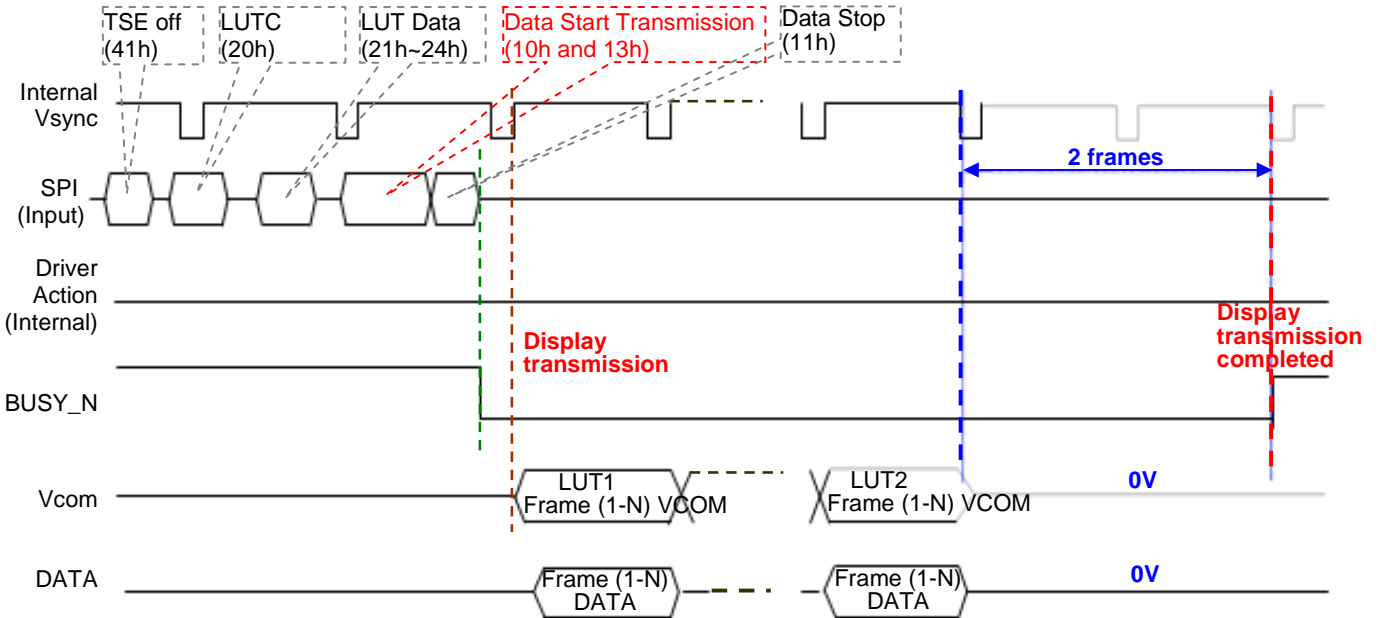 TSE off
(41h)
LUTC
(20h)
LUT Data
(21h~24h)
Data Start Transmission
(10h and 13h)
Data Stop
(11h)
Internal
Vsync
2 frames
SPI
(Input)
Driver
Action
(Internal)
Display
transmission
Display
transmission
completed
BUSY_N
Vcom
LUT1
Frame (1-N) VCOM
LUT2
Frame (1-N) VCOM
0V
DATA
Frame (1-N)
DATA
Frame (1-N)
DATA
0V